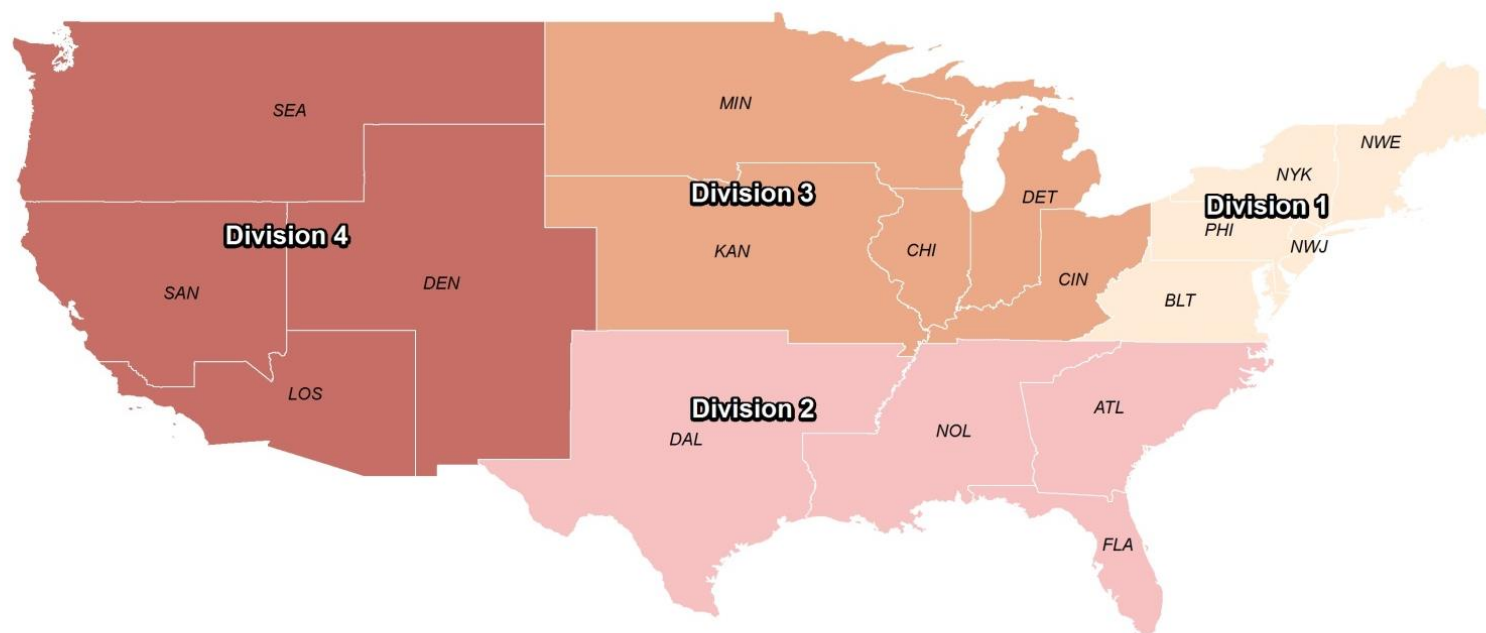 SEA
MIN
NWE
NYK
Division 3
DET
Division 1
PHI
Division 4
NWJ
KAN
CHI
DEN
CIN
SAN
BLT
LOS
Division 2
ATL
DAL
NOL
FLA